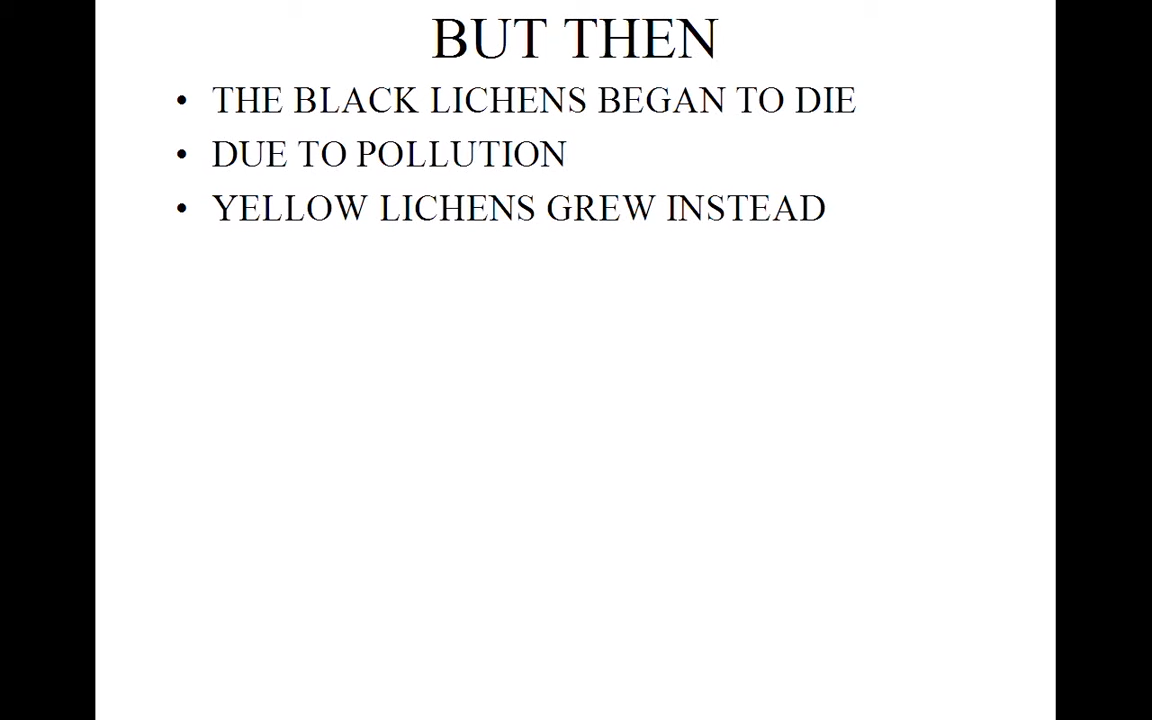 BUT THEN
• THE BLACK LICHENS BEGAN TO DIE
• DUE TO POLLUTION
• YELLOW LICHENS GREW INSTEAD